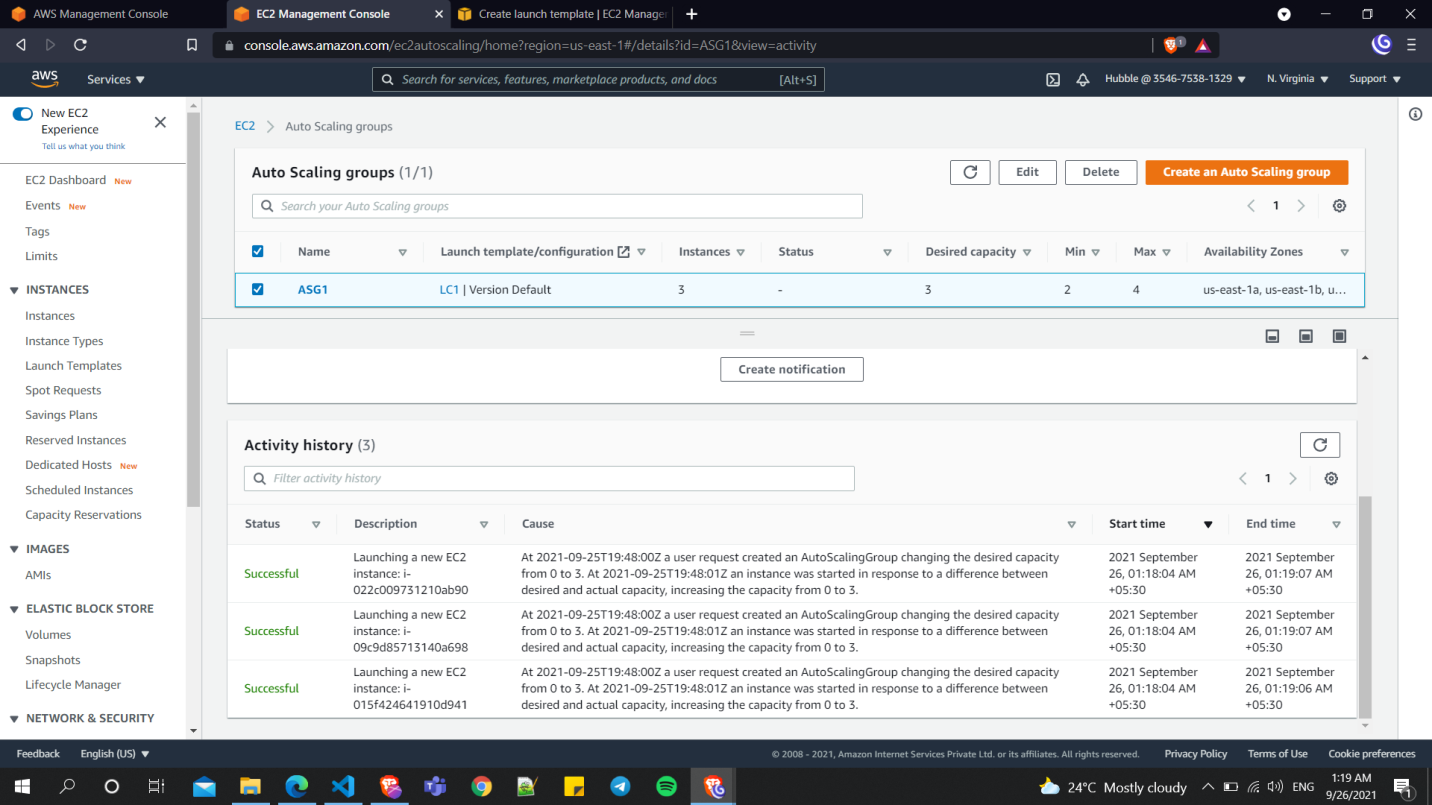 AWS Management Console
EC2 Management Console
Create launch template | EC2 Manage
console.aws.amazon.com/ec2autoscaling/home?region=us-east-1#/details?id=ASG1&view=activity
1
aws
Services
Search for services, features, marketplace products, and docs
[Alt+S]
Hubble @ 3546-7538-1329
N. Virginia
Support
New EC2
Experience
Tell us what you think
EC2 Dashboard New
Events New
Tags
Limits
INSTANCES
Instances
Instance Types
Launch Templates
Spot Requests
Savings Plans
Reserved Instances
Dedicated Hosts New
Scheduled Instances
Capacity Reservations
IMAGES
AMIs
ELASTIC BLOCK STORE
Volumes
Snapshots
Lifecycle Manager
NETWORK & SECURITY
EC2
Auto Scaling groups
Auto Scaling groups (1/1)
Edit
Delete
Create an Auto Scaling group
Search your Auto Scaling groups
1
Name
Launch template/configuration
Instances
Status
Desired capacity
Min
Max
Availability Zones
ASG1
LC1 | Version Default
3
-
3
2
4
us-east-1a, us-east-1b, u...
Create notification
Activity history (3)
Filter activity history
1
Status
Description
Cause
Start time
End time
Successful
Launching a new EC2
instance: i-
022c009731210ab90
At 2021-09-25T19:48:00Z a user request created an AutoScalingGroup changing the desired capacity
from 0 to 3. At 2021-09-25T19:48:01Z an instance was started in response to a difference between
desired and actual capacity, increasing the capacity from 0 to 3.
2021 September
26, 01:18:04 AM
+05:30
2021 September
26, 01:19:07 AM
+05:30
Successful
Launching a new EC2
instance: i-
09c9d85713140a698
At 2021-09-25T19:48:00Z a user request created an AutoScalingGroup changing the desired capacity
from 0 to 3. At 2021-09-25T19:48:01Z an instance was started in response to a difference between
desired and actual capacity, increasing the capacity from 0 to 3.
2021 September
26, 01:18:04 AM
+05:30
2021 September
26, 01:19:07 AM
+05:30
Successful
Launching a new EC2
instance: i-
015f424641910d941
At 2021-09-25T19:48:00Z a user request created an AutoScalingGroup changing the desired capacity
from 0 to 3. At 2021-09-25T19:48:01Z an instance was started in response to a difference between
desired and actual capacity, increasing the capacity from 0 to 3.
2021 September
26, 01:18:04 AM
+05:30
2021 September
26, 01:19:06 AM
+05:30
Feedback
English (US)
© 2008 - 2021, Amazon Internet Services Private Ltd. or its affiliates. All rights reserved.
Privacy Policy
Terms of Use
Cookie preferences
24°C Mostly cloudy
ENG
1:19 AM
9/26/2021
1